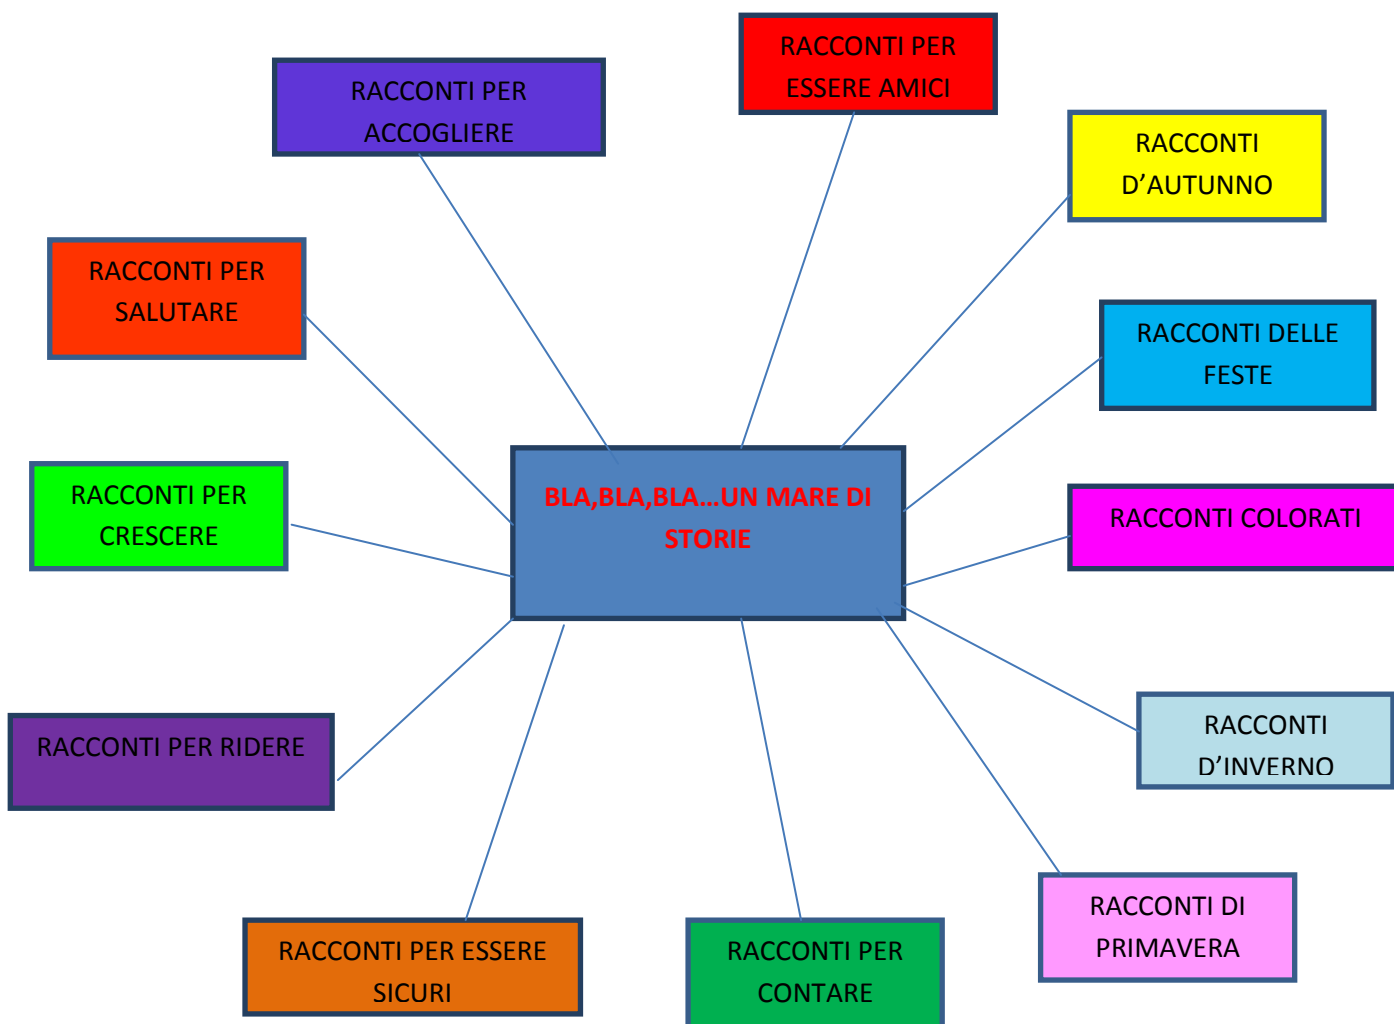 RACCONTI PER
ESSERE AMICI
RACCONTI PER
ACCOGLIERE
RACCONTI
D’AUTUNNO
RACCONTI PER
SALUTARE
RACCONTI DELLE
FESTE
RACCONTI PER
CRESCERE
BLA,BLA,BLA...UN MARE DI
STORIE
RACCONTI COLORATI
RACCONTI PER RIDERE
RACCONTI
D’INVERNO
RACCONTI DI
PRIMAVERA
RACCONTI PER ESSERE
SICURI
RACCONTI PER
CONTARE